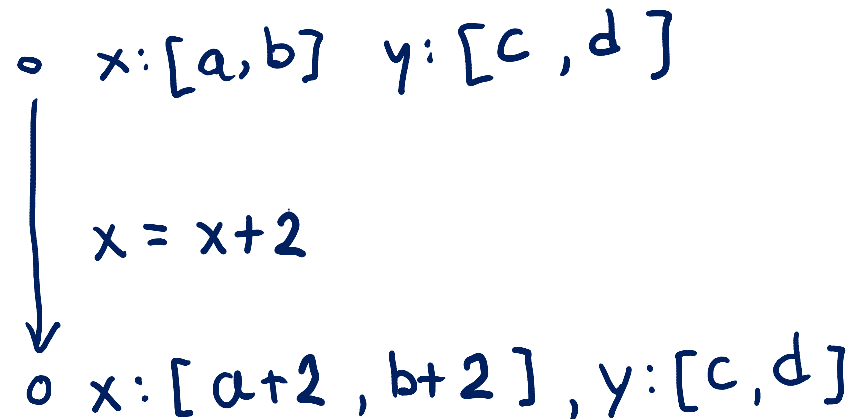 x:[a,b] y:[c,d]
x = x+2
x:[a+2,b+2],y:[c,d]